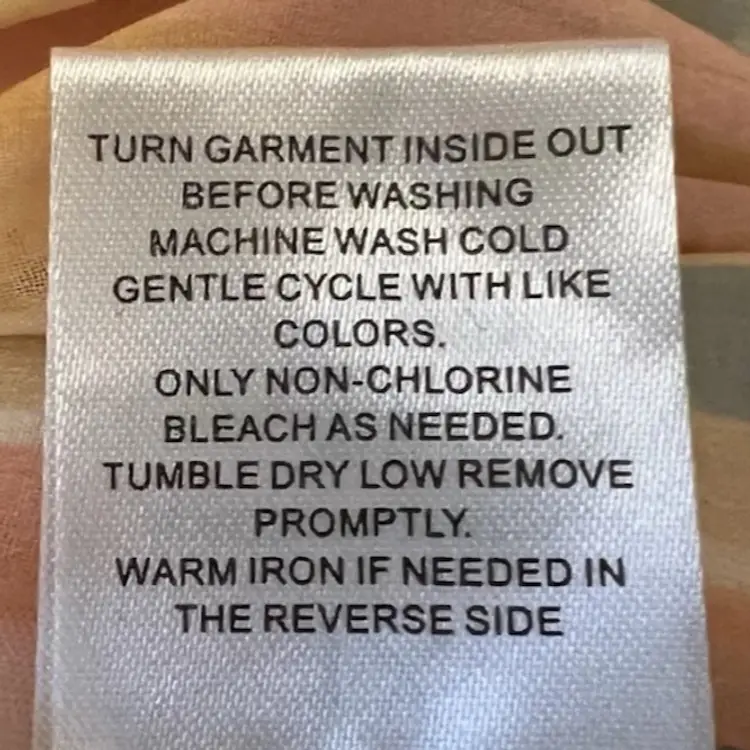 TURN GARMENT INSIDE OUT
BEFORE WASHING
MACHINE WASH COLD
GENTLE CYCLE WITH LIKE
COLORS.
ONLY NON-CHLORINE
BLEACH AS NEEDED.
TUMBLE DRY LOW REMOVE
PROMPTLY.
WARM IRON IF NEEDED IN
THE REVERSE SIDE